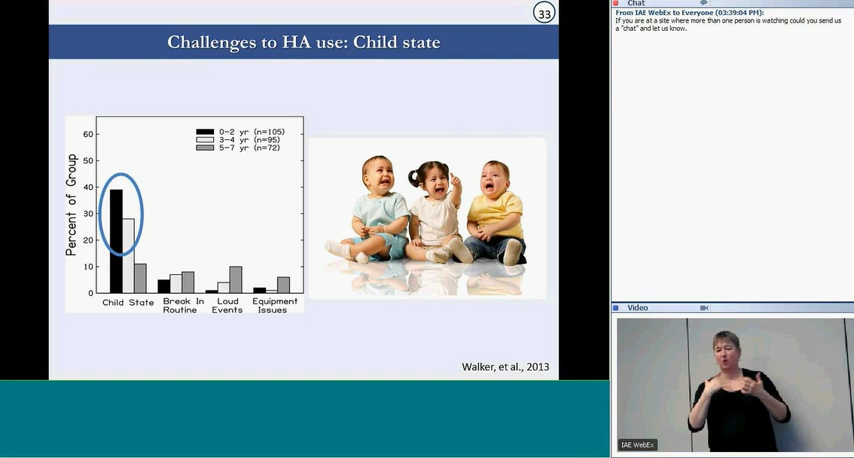 33
Challenges to HA use: Child state
0-2 yr (n=105)
3-4 yr (n=95)
5-7 yr (n=72)
Percent of Group
60
50
40
30
20
10
0
Child State
Break In
Routine
Loud
Events
Equipment
Issues
Walker, et al., 2013
Chat
From IAE WebEx to Everyone (03:39:04 PM):
If you are at a site where more than one person is watching could you send us
a "chat" and let us know.
Video
IAE WebEx